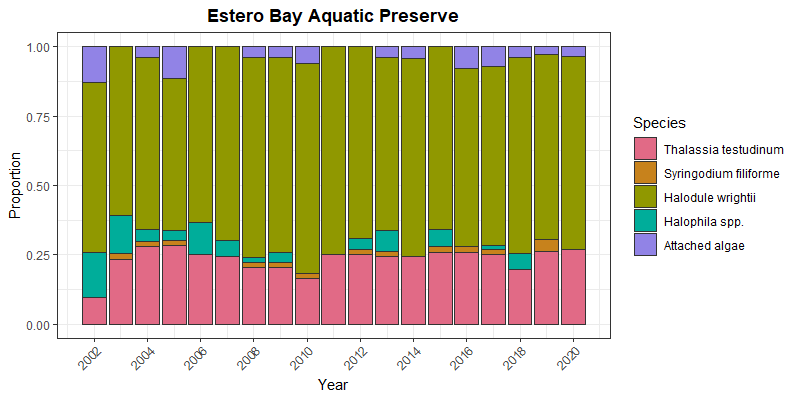 Estero Bay Aquatic Preserve
1.00
0.75
0.50
0.25
0.00
Proportion
2002
2004
2006
2008
2010
2012
2014
2016
2018
2020
Year
Species
Thalassia testudinum
Syringodium filiforme
Halodule wrightii
Halophila spp.
Attached algae